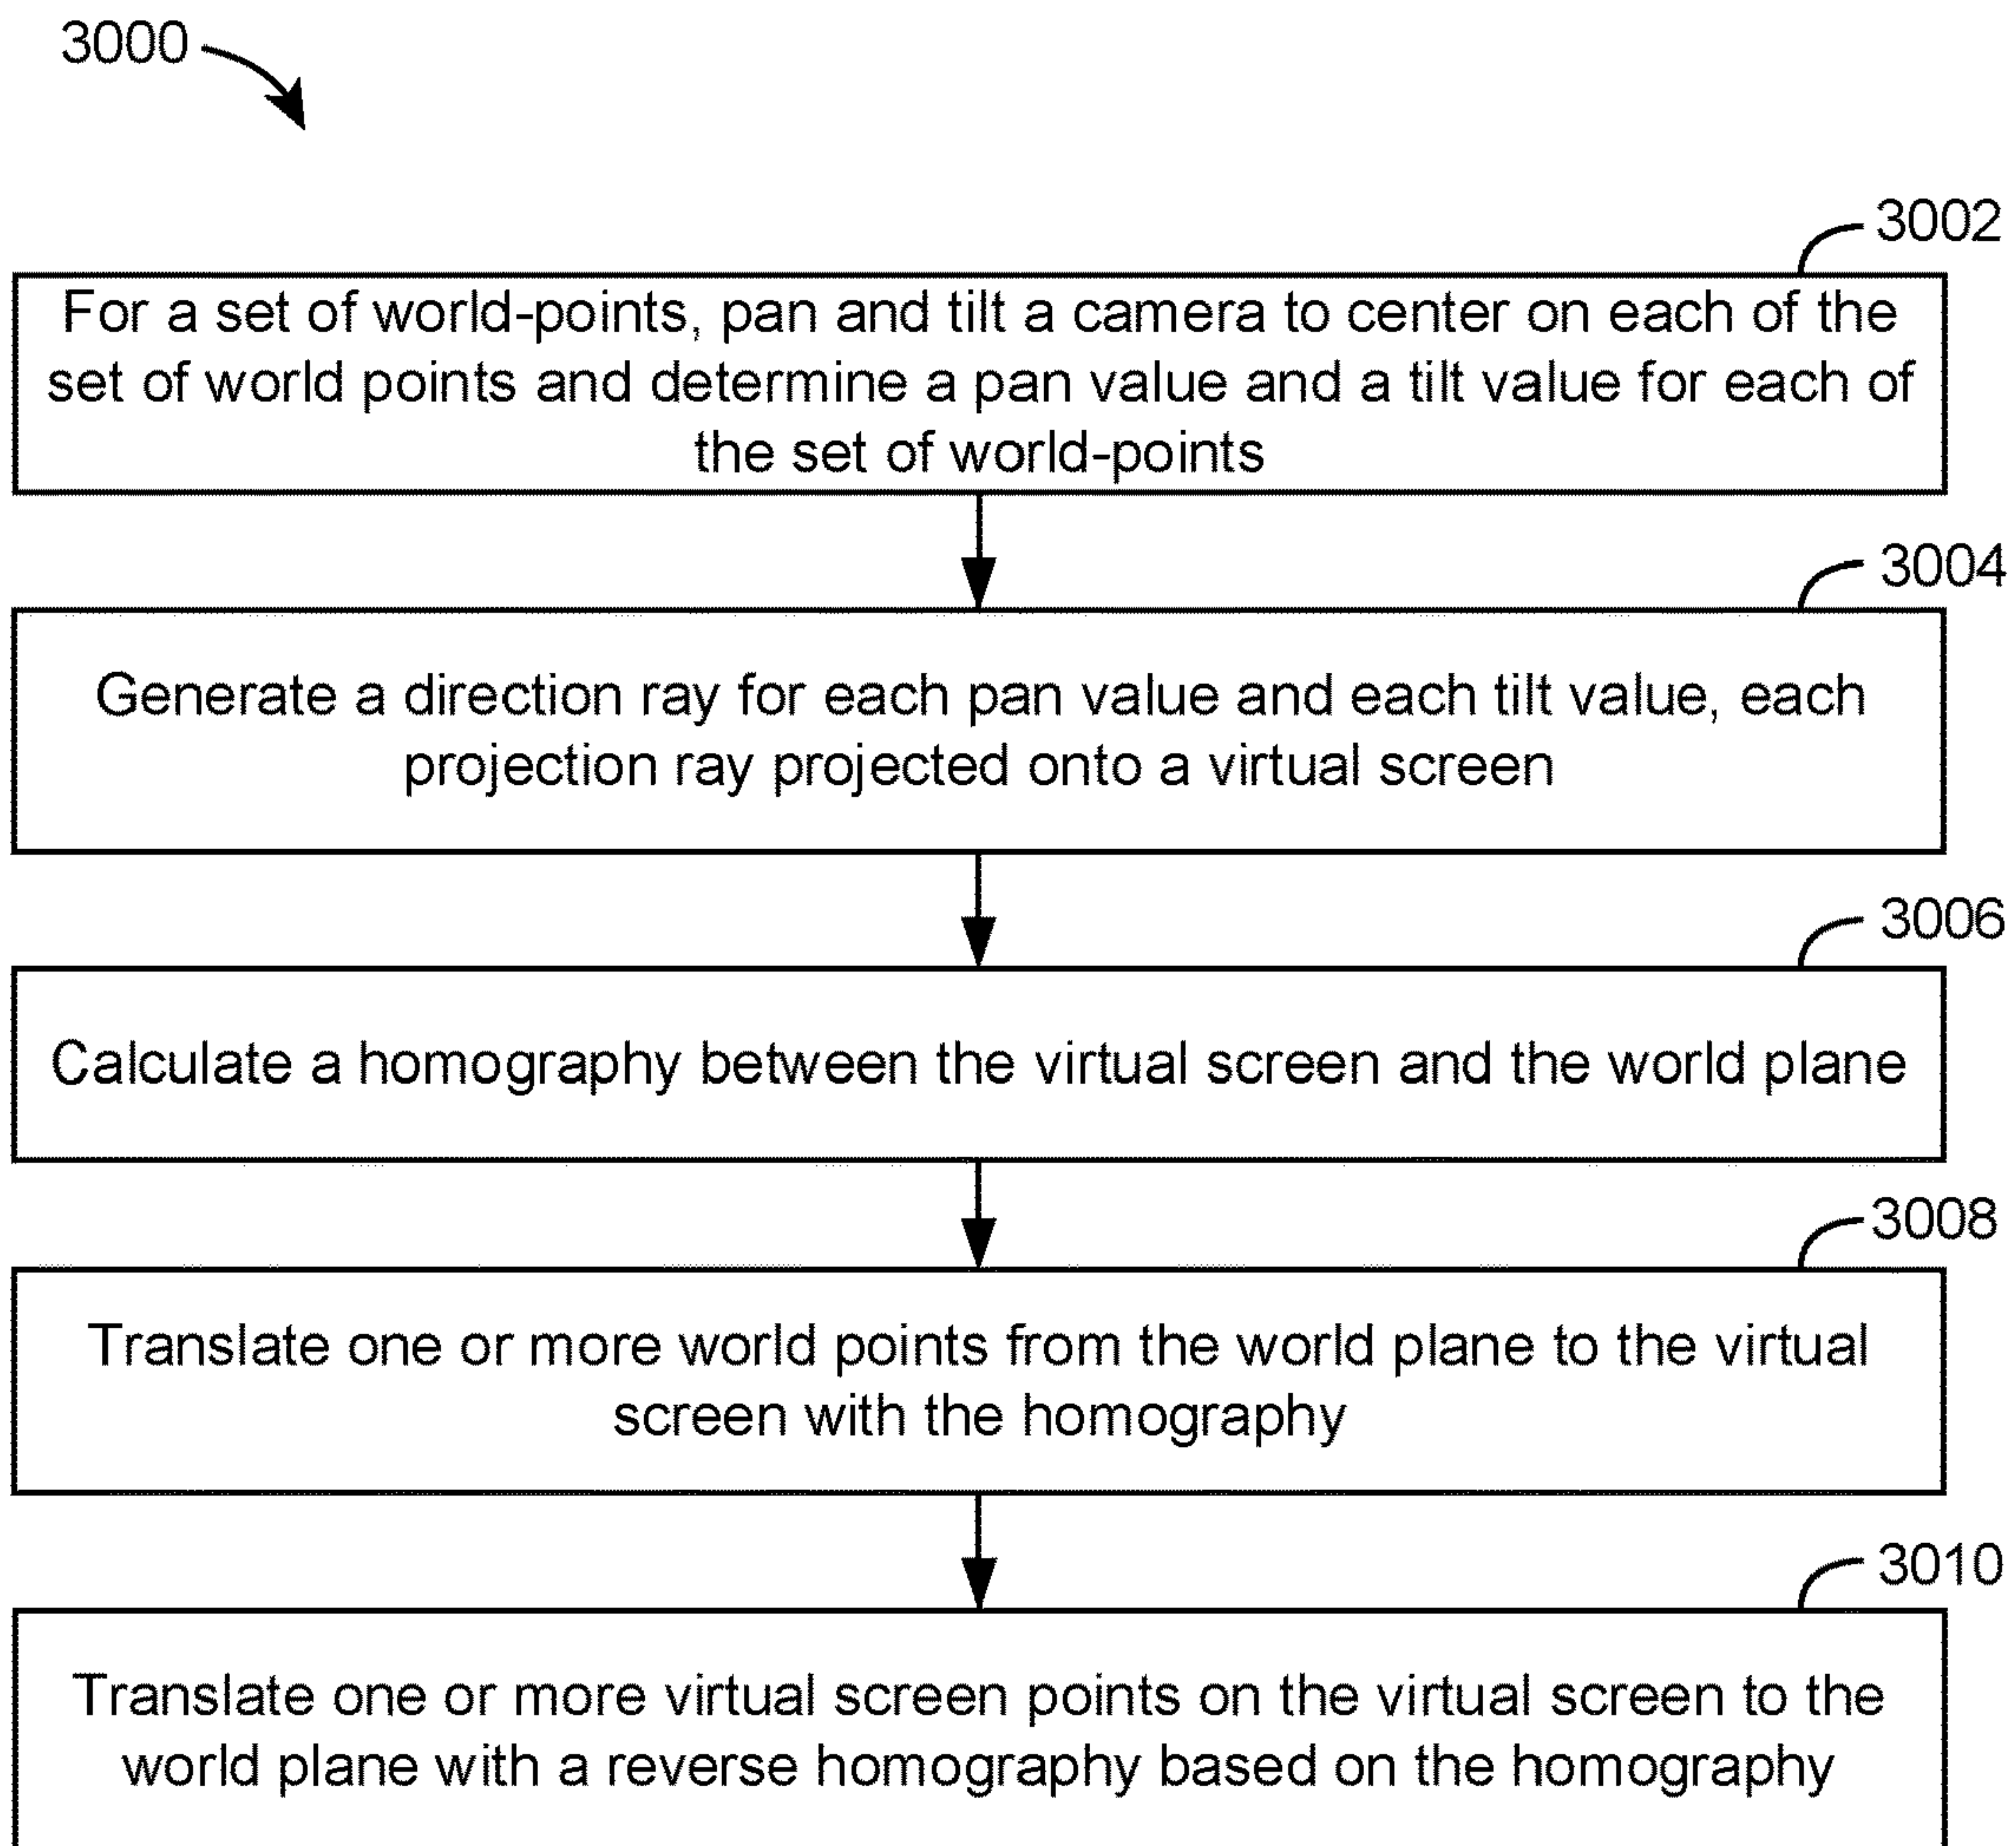 3000
3002
For a set of world-points, pan and tilt a camera to center on each of the
set of world points and determine a pan value and a tilt value for each of
the set of world-points
3004
Generate a direction ray for each pan value and each tilt value, each
projection ray projected onto a virtual screen
3006
Calculate a homography between the virtual screen and the world plane
3008
Translate one or more world points from the world plane to the virtual
screen with the homography
3010
Translate one or more virtual screen points on the virtual screen to the
world plane with a reverse homography based on the homography